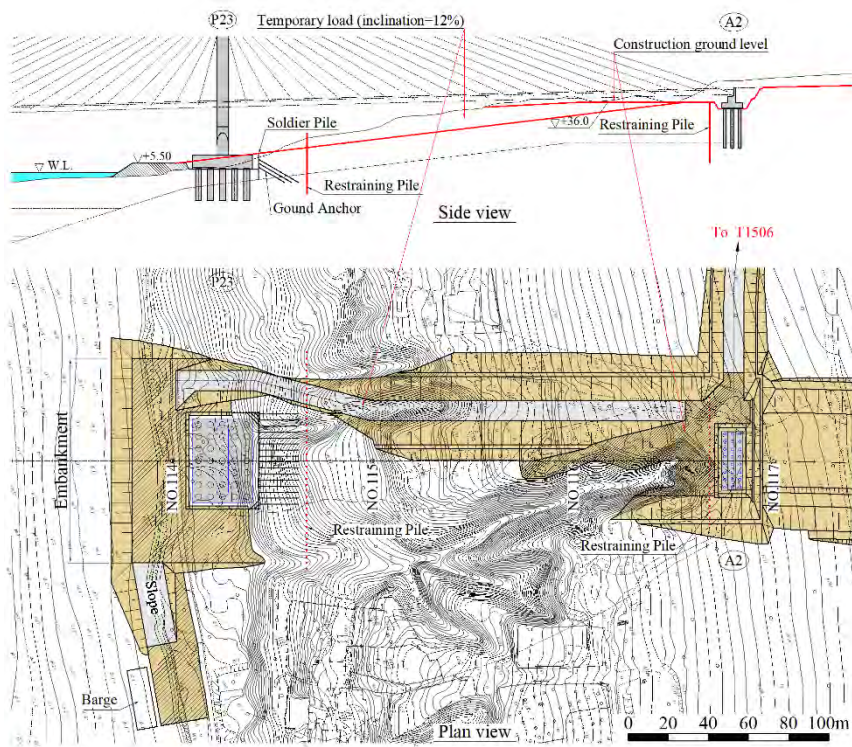 P23
Temporary load (inclination=12%)
A2
Construction ground level
Soldier Pile
+36.0
Restraining Pile
W.L.
+5.50
Restraining Pile
Gound Anchor
Side view
To T1506
P23
Embankment
NO.114
NO.115
NO.117
Restraining Pile
Restraining Pile
A2
Slope
Barge
Plan view
0 20 40 60 80 100m